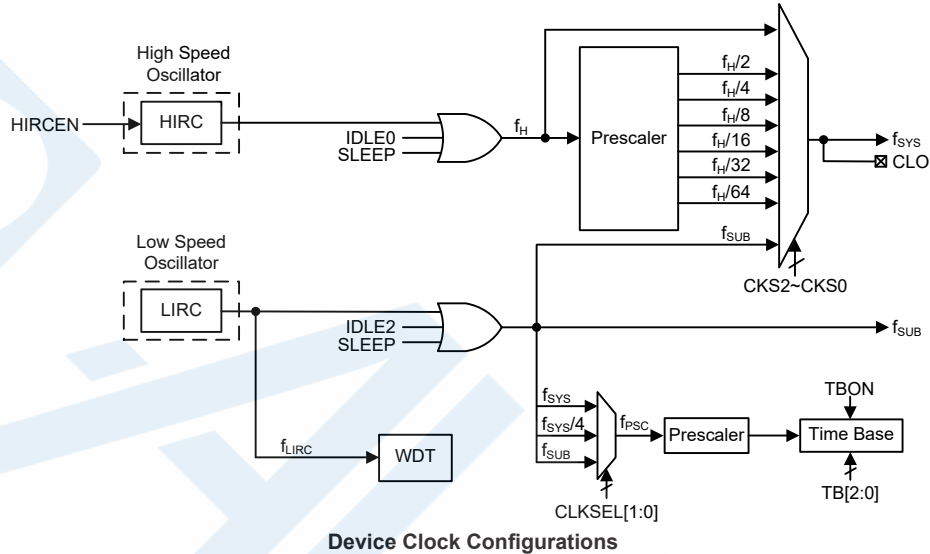 High Speed
Oscillator
HIRCEN
HIRC
IDLE0
SLEEP
fH
Prescaler
fH/2
fH/4
fH/8
fH/16
fH/32
fH/64
fSUB
CKS2~CKS0
fSYS
CLO
Low Speed
Oscillator
LIRC
IDLE2
SLEEP
fSUB
fLIRC
WDT
fSYS
fSYS/4
fSUB
CLKSEL[1:0]
fPSC
Prescaler
TBON
Time Base
TB[2:0]
Device Clock Configurations